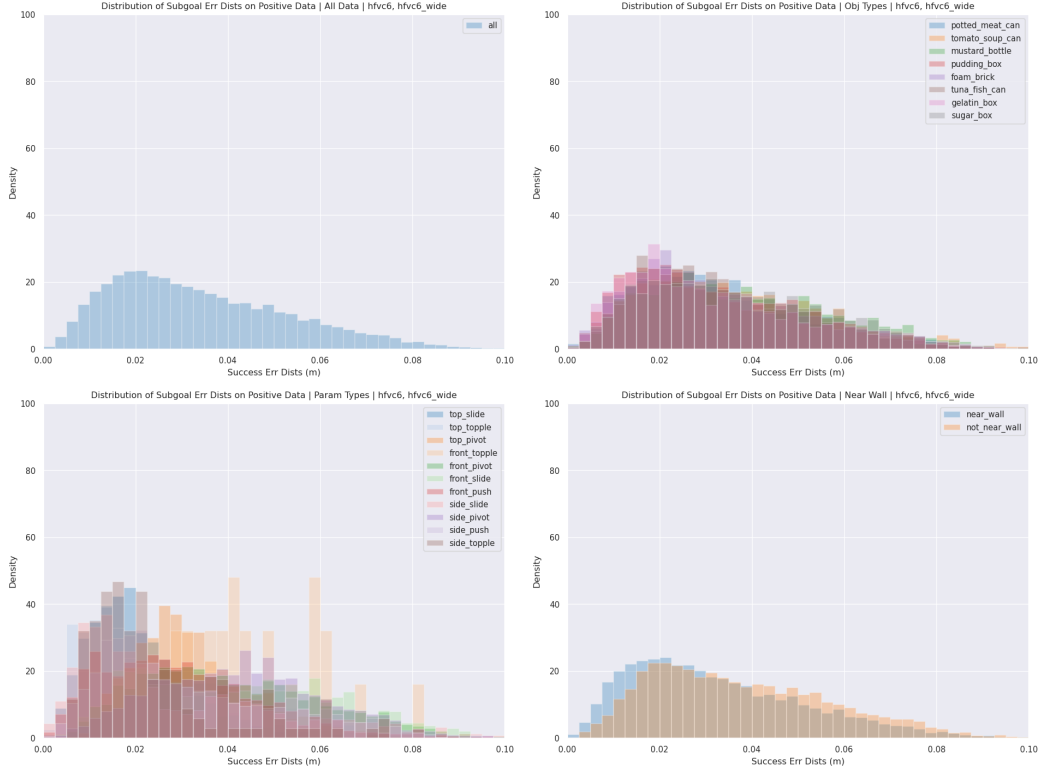 Distribution of Subgoal Err Dists on Positive Data | All Data | hfvc6, hfvc6_wide
100
80
60
40
20
0
Density
all
0.00 0.02 0.04 0.06 0.08 0.10
Success Err Dists (m)
Distribution of Subgoal Err Dists on Positive Data | Obj Types | hfvc6, hfvc6_wide
100
80
60
40
20
0
Density
potted_meat_can
tomato_soup_can
mustard_bottle
pudding_box
foam_brick
tuna_fish_can
gelatin_box
sugar_box
0.00 0.02 0.04 0.06 0.08 0.10
Success Err Dists (m)
Distribution of Subgoal Err Dists on Positive Data | Param Types | hfvc6, hfvc6_wide
100
80
60
40
20
0
Density
top_slide
top_topple
top_pivot
front_topple
front_pivot
front_slide
front_push
side_slide
side_pivot
side_push
side_topple
0.00 0.02 0.04 0.06 0.08 0.10
Success Err Dists (m)
Distribution of Subgoal Err Dists on Positive Data | Near Wall | hfvc6, hfvc6_wide
100
80
60
40
20
0
Density
near_wall
not_near_wall
0.00 0.02 0.04 0.06 0.08 0.10
Success Err Dists (m)